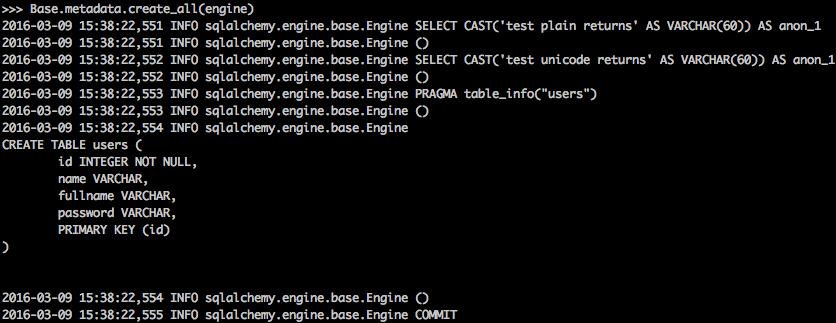 >>> Base.metadata.create_all(engine)
2016-03-09 15:38:22,551 INFO sqlalchemy.engine.base.Engine SELECT CAST('test plain returns' AS VARCHAR(60)) AS anon_1
2016-03-09 15:38:22,551 INFO sqlalchemy.engine.base.Engine ()
2016-03-09 15:38:22,552 INFO sqlalchemy.engine.base.Engine SELECT CAST('test unicode returns' AS VARCHAR(60)) AS anon_1
2016-03-09 15:38:22,552 INFO sqlalchemy.engine.base.Engine ()
2016-03-09 15:38:22,553 INFO sqlalchemy.engine.base.Engine PRAGMA table_info("users")
2016-03-09 15:38:22,553 INFO sqlalchemy.engine.base.Engine ()
2016-03-09 15:38:22,554 INFO sqlalchemy.engine.base.Engine
CREATE TABLE users (
        id INTEGER NOT NULL,
        name VARCHAR,
        fullname VARCHAR,
        password VARCHAR,
        PRIMARY KEY (id)
)
2016-03-09 15:38:22,554 INFO sqlalchemy.engine.base.Engine ()
2016-03-09 15:38:22,555 INFO sqlalchemy.engine.base.Engine COMMIT